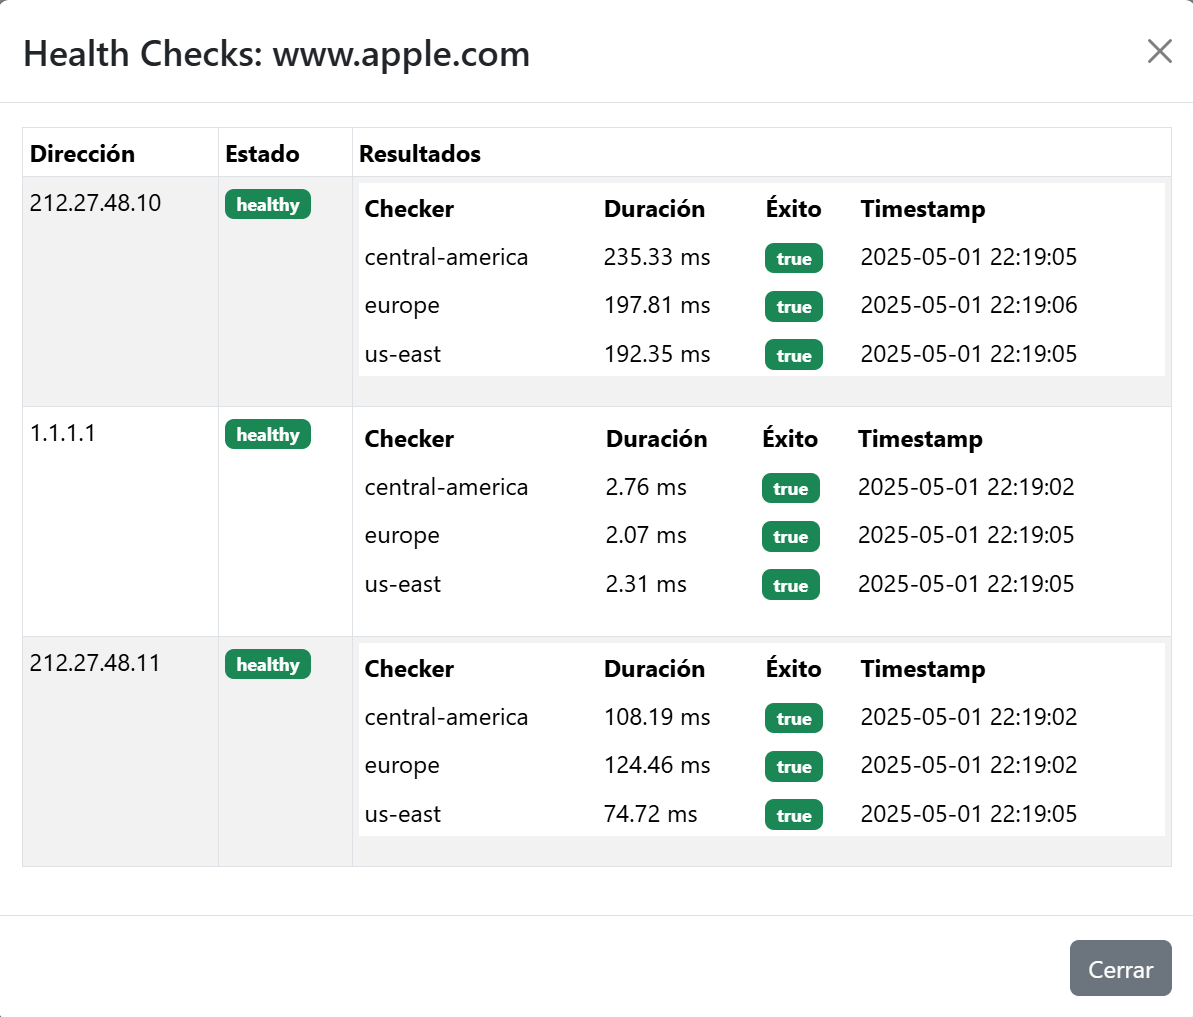 Health Checks: www.apple.com
Dirección Estado Resultados
212.27.48.10 healthy Checker Duración Éxito Timestamp
central-america 235.33 ms true 2025-05-01 22:19:05
europe 197.81 ms true 2025-05-01 22:19:06
us-east 192.35 ms true 2025-05-01 22:19:05
1.1.1.1 healthy Checker Duración Éxito Timestamp
central-america 2.76 ms true 2025-05-01 22:19:02
europe 2.07 ms true 2025-05-01 22:19:05
us-east 2.31 ms true 2025-05-01 22:19:05
212.27.48.11 healthy Checker Duración Éxito Timestamp
central-america 108.19 ms true 2025-05-01 22:19:02
europe 124.46 ms true 2025-05-01 22:19:02
us-east 74.72 ms true 2025-05-01 22:19:05
Cerrar